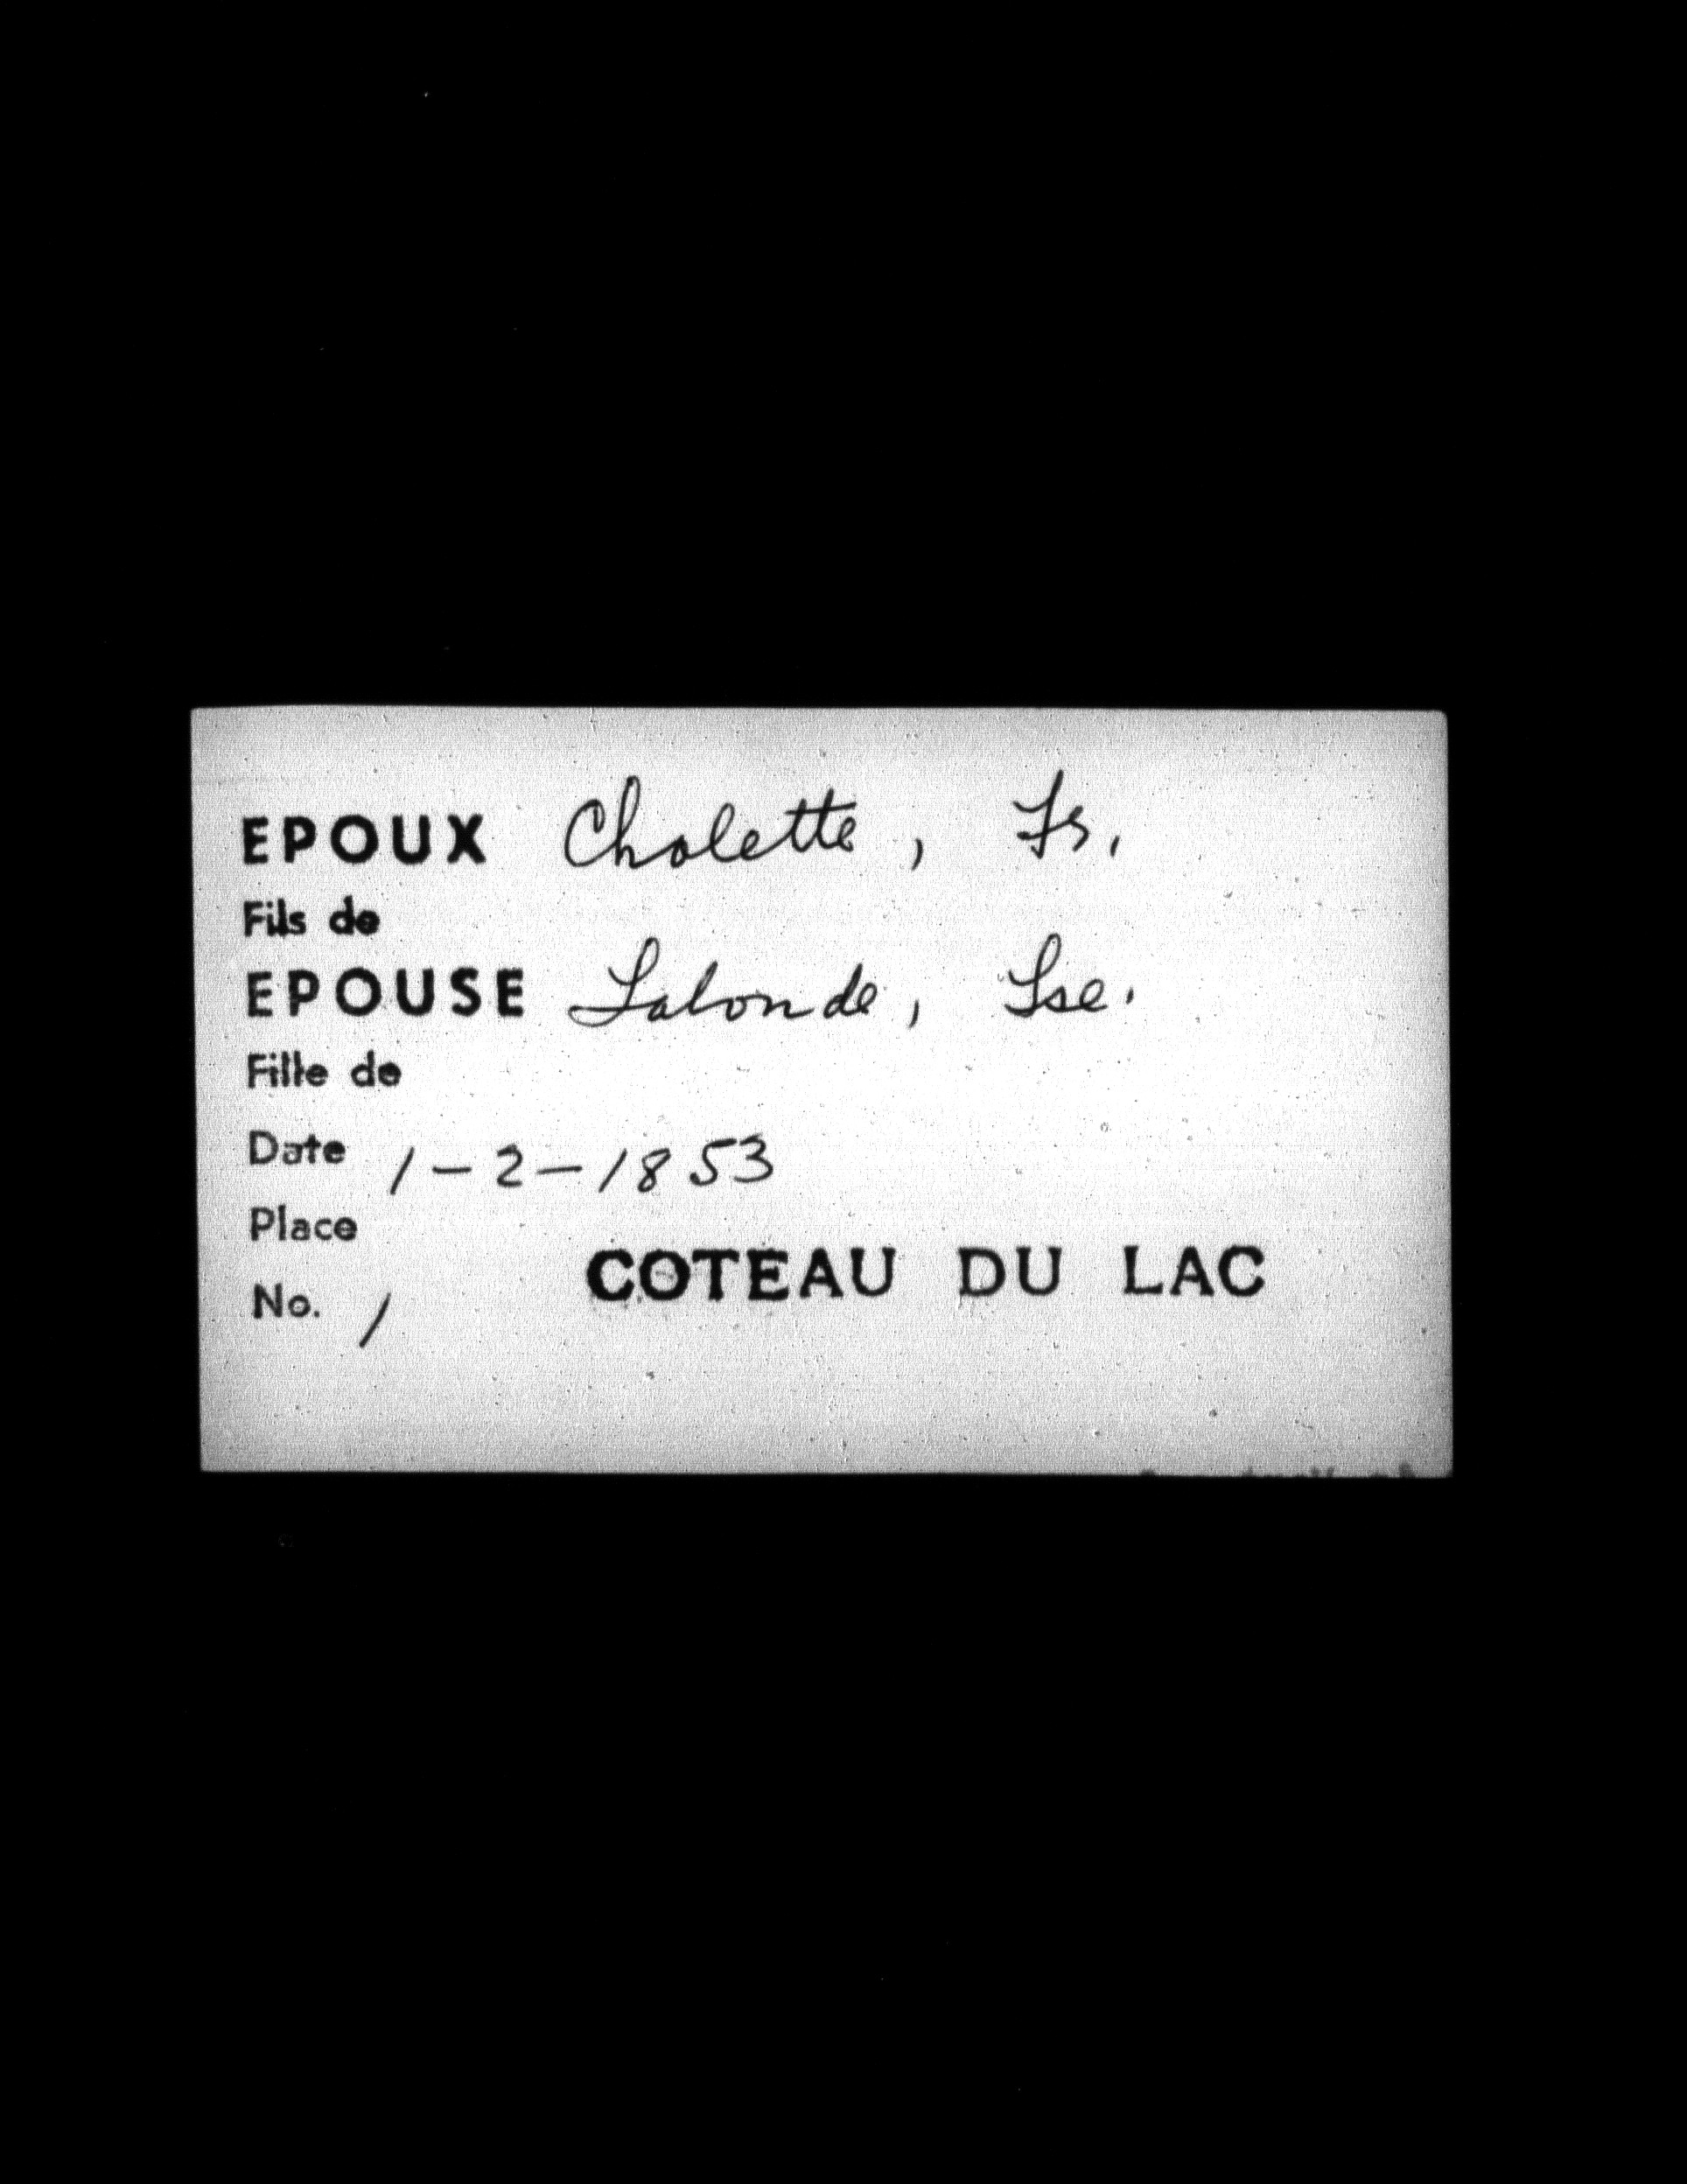 EPOUX Cholette, Fs.
Fils de
EPOUSE Lalonde, Lse.
Fille de
Date 1-2-1853
Place
COTEAU DU LAC
No. 1